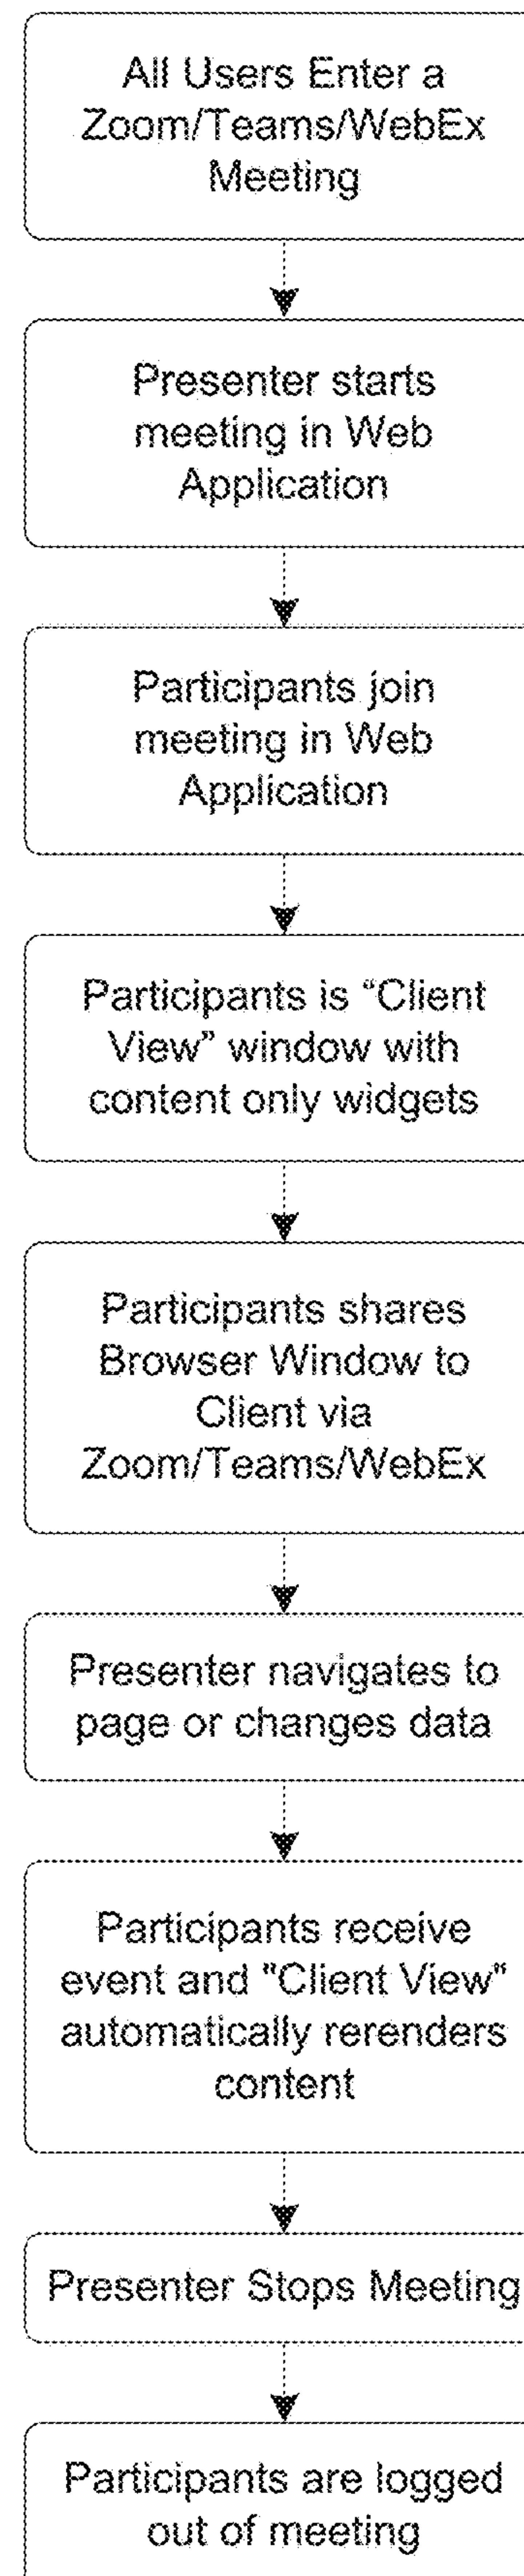 All Users Enter a
Zoom/Teams/WebEx
Meeting
Presenter starts
meeting in Web
Application
Participants join
meeting in Web
Application
Participants is “Client
View” window with
content only widgets
Participants shares
Browser Window to
Client via
Zoom/Teams/WebEx
Presenter navigates to
page or changes data
Participants receive
event and "Client View"
automatically rerenders
content
Presenter Stops Meeting
Participants are logged
out of meeting